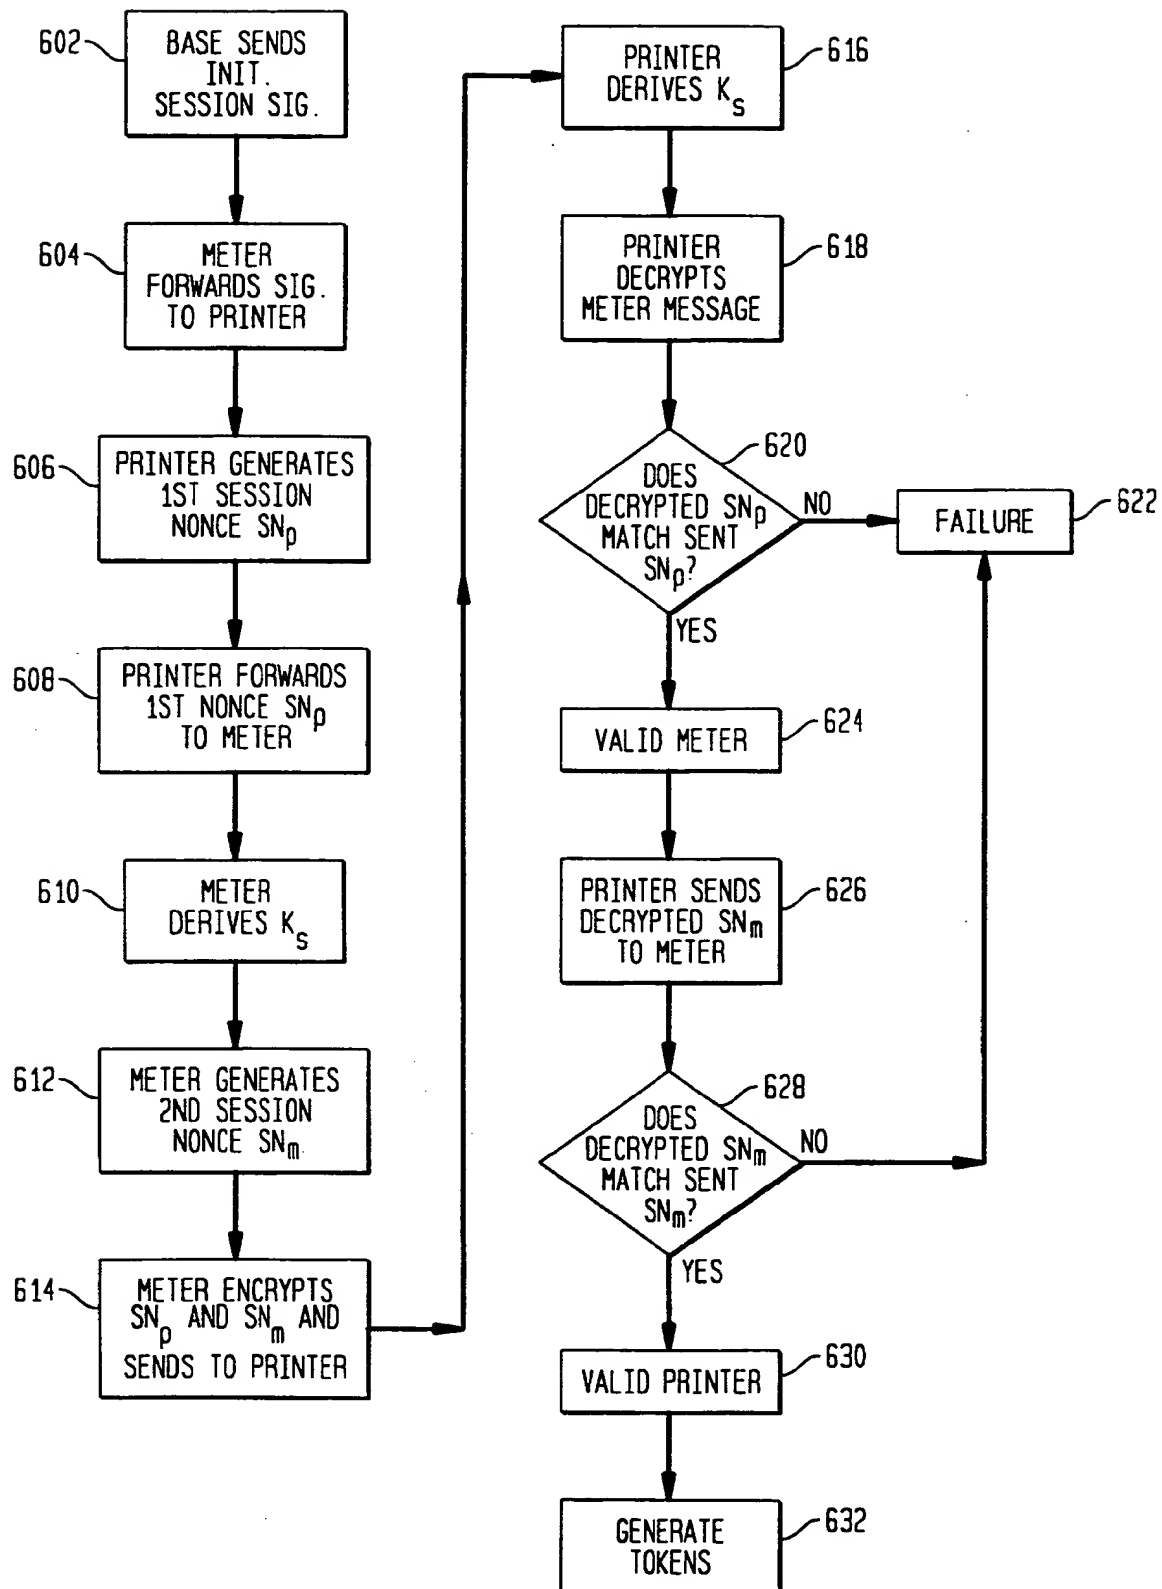 602
BASE SENDS
INIT.
SESSION SIG.
604
METER
FORWARDS SIG.
TO PRINTER
606
PRINTER GENERATES
1ST SESSION
NONCE SNp
608
PRINTER FORWARDS
1ST NONCE SNp
TO METER
610
METER
DERIVES Ks
612
METER GENERATES
2ND SESSION
NONCE SNm
614
METER ENCRYPTS
SNp AND SNm AND
SENDS TO PRINTER
616
PRINTER
DERIVES Ks
618
PRINTER
DECRYPTS
METER MESSAGE
620
DOES
DECRYPTED SNp
MATCH SENT
SNp?
NO
YES
622
FAILURE
624
VALID METER
626
PRINTER SENDS
DECRYPTED SNm
TO METER
628
DOES
DECRYPTED SNm
MATCH SENT
SNm?
NO
YES
630
VALID PRINTER
632
GENERATE
TOKENS